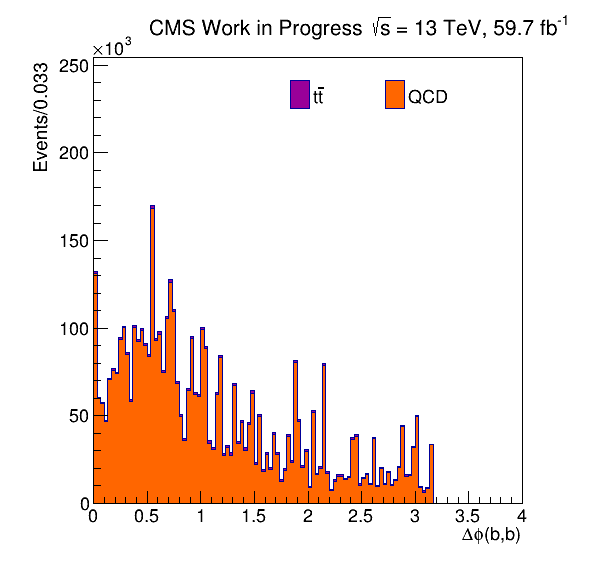 CMS Work in Progress √s = 13 TeV, 59.7 fb⁻¹
×10³
Events/0.033
tt̄
QCD
250
200
150
100
50
0
0 0.5 1 1.5 2 2.5 3 3.5 4
Δϕ(b,b)